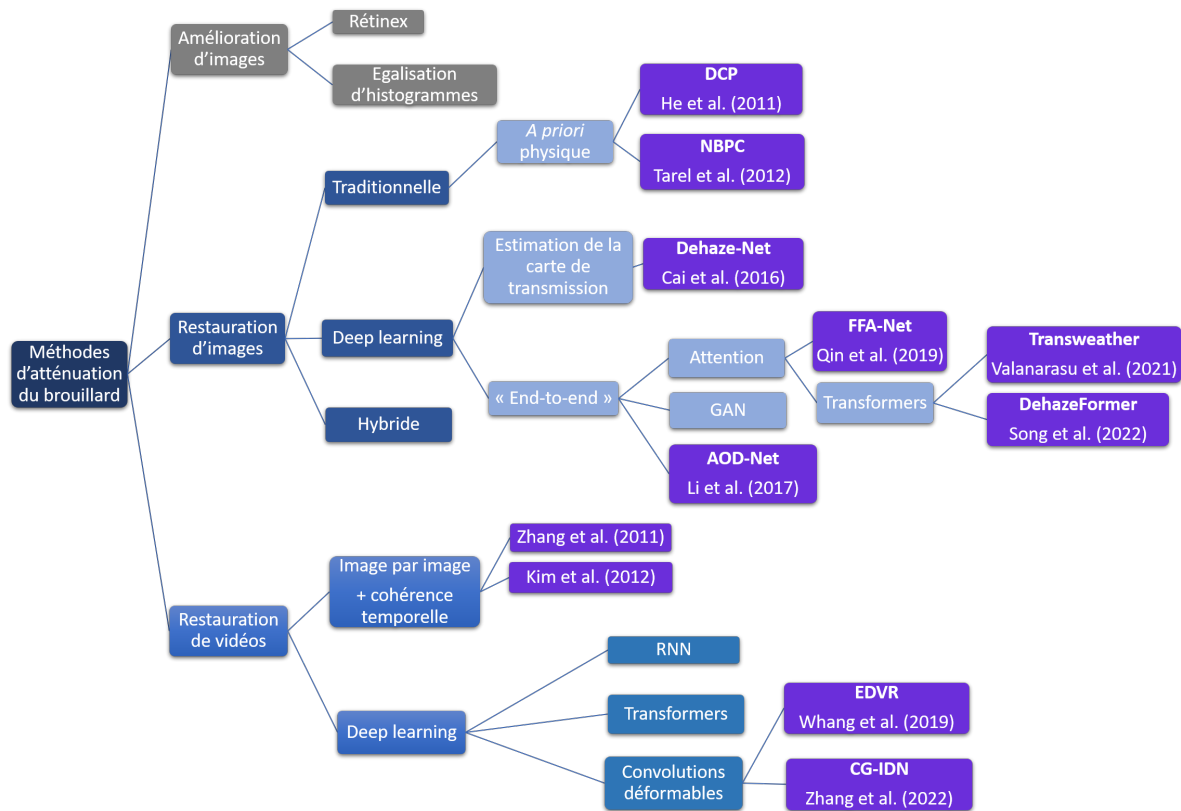 Méthodes
d'atténuation
du brouillard
Amélioration
d'images
Rétinex
Egalisation
d'histogrammes
Restauration
d'images
Traditionnelle
A priori
physique
DCP
He et al. (2011)
NBPC
Tarel et al. (2012)
Deep learning
Estimation de la
carte de
transmission
Dehaze-Net
Cai et al. (2016)
« End-to-end »
Attention
FFA-Net
Qin et al. (2019)
Transformers
Transweather
Valanarasu et al. (2021)
DehazeFormer
Song et al. (2022)
GAN
AOD-Net
Li et al. (2017)
Hybride
Restauration
de vidéos
Image par image
+ cohérence
temporelle
Zhang et al. (2011)
Kim et al. (2012)
Deep learning
RNN
Transformers
Convolutions
déformables
EDVR
Whang et al. (2019)
CG-IDN
Zhang et al. (2022)